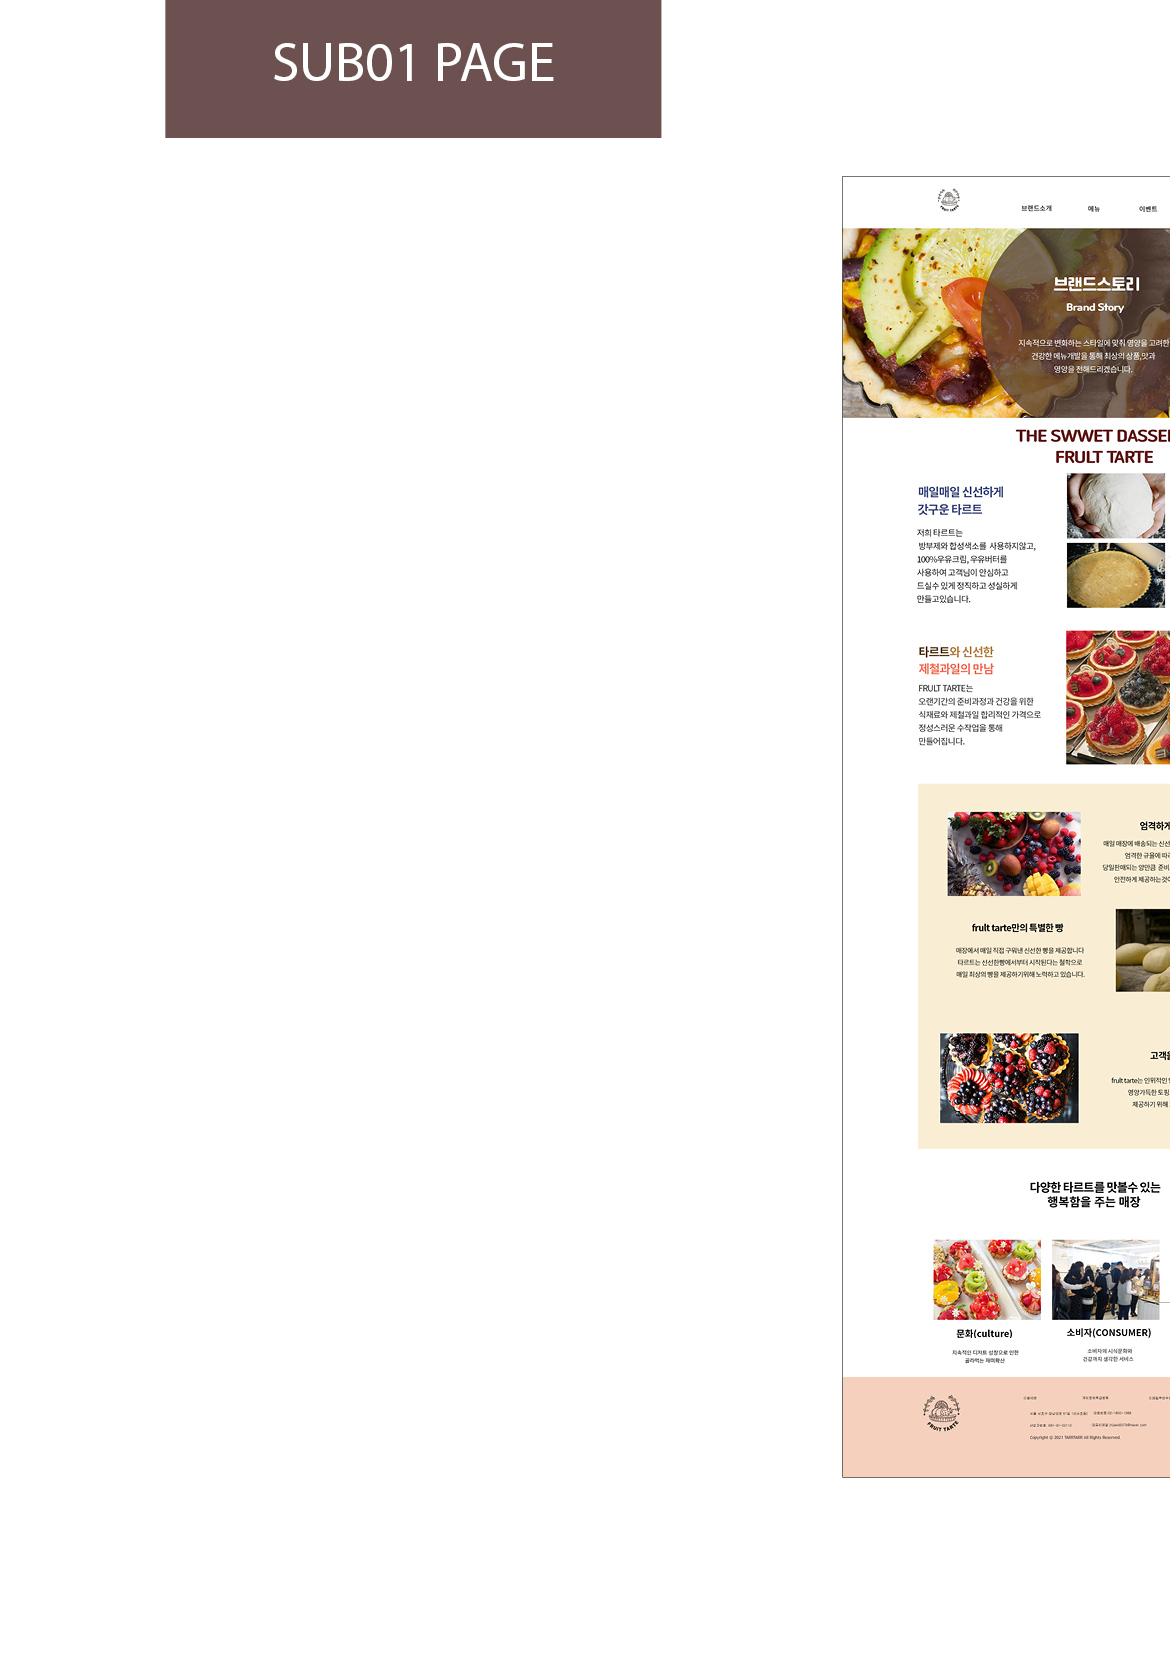 SUB01 PAGE
FRUIT TARTE
브랜드소개
메뉴
이벤트
브랜드스토리
Brand Story
지속적으로 변화하는 스타일에 맞춰 영양을 고려한
건강한 메뉴개발을 통해 최상의 상품,맛과
영양을 전해드리겠습니다.
THE SWWET DASSE
FRULT TARTE
매일매일 신선하게
갓구운 타르트
저희 타르트는
방부제와 합성색소를 사용하지않고,
100%우유크림, 우유버터를
사용하여 고객님이 안심하고
드실수 있게 정직하고 성실하게
만들고있습니다.
타르트와 신선한
제철과일의 만남
FRULT TARTE는
오랜기간의 준비과정과 건강을 위한
식재료와 제철과일 합리적인 가격으로
정성스러운 수작업을 통해
만들어집니다.
엄격하게
매일 매장에 배송되는 신선
엄격한 규율에 따라
당일판매되는 양만큼 준비
안전하게 제공하는것이
frult tarte만의 특별한 빵
매장에서 매일 직접 구워낸 신선한 빵을 제공합니다
타르트는 신선한빵에서부터 시작된다는 철학으로
매일 최상의 빵을 제공하기위해 노력하고 있습니다.
고객을
frult tarte는 인위적인
영양가득한 토핑
제공하기 위해
다양한 타르트를 맛볼수 있는
행복함을 주는 매장
문화(culture)
지속적인 디저트 성장으로 인한
골라먹는 재미확산
소비자(CONSUMER)
소비자의 시식문화와
건강까지 생각한 서비스
FRUIT TARTE
Copyright ⓒ 2021 TARRTARR All Rights Reserved.